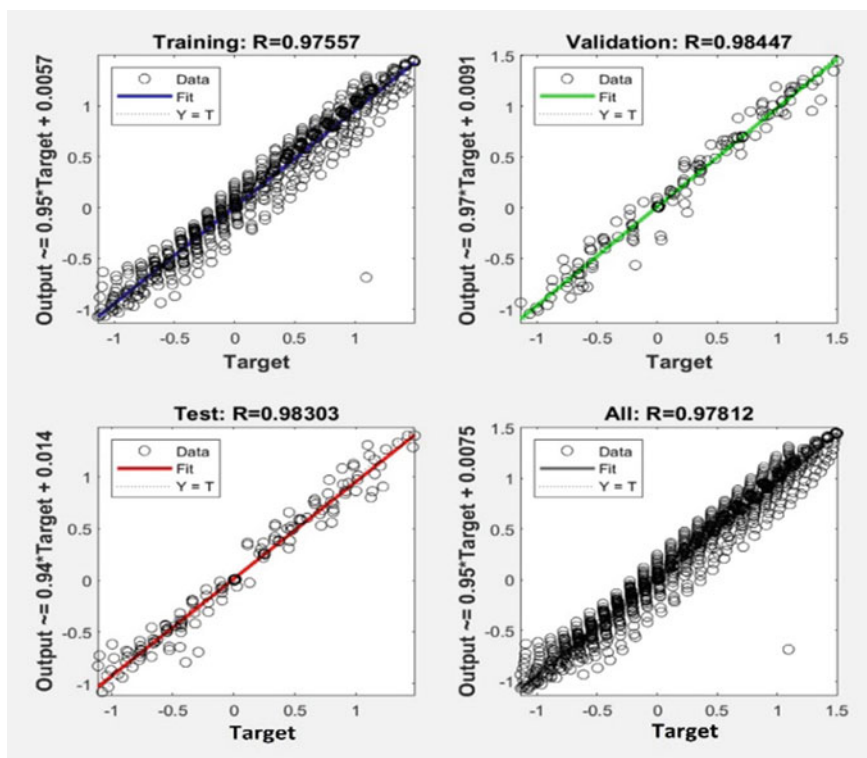 Training: R=0.97557
Output ~= 0.95*Target + 0.0057
Data
Fit
Y = T
1
0.5
0
-0.5
-1
-1
-0.5
0
0.5
1
Target
Validation: R=0.98447
Output ~= 0.97*Target + 0.0091
Data
Fit
Y = T
1.5
1
0.5
0
-0.5
-1
-1
-0.5
0
0.5
1
1.5
Target
Test: R=0.98303
Output ~= 0.94*Target + 0.014
Data
Fit
Y = T
1
0.5
0
-0.5
-1
-1
-0.5
0
0.5
1
Target
All: R=0.97812
Output ~= 0.95*Target + 0.0075
Data
Fit
Y = T
1.5
1
0.5
0
-0.5
-1
-1
-0.5
0
0.5
1
1.5
Target